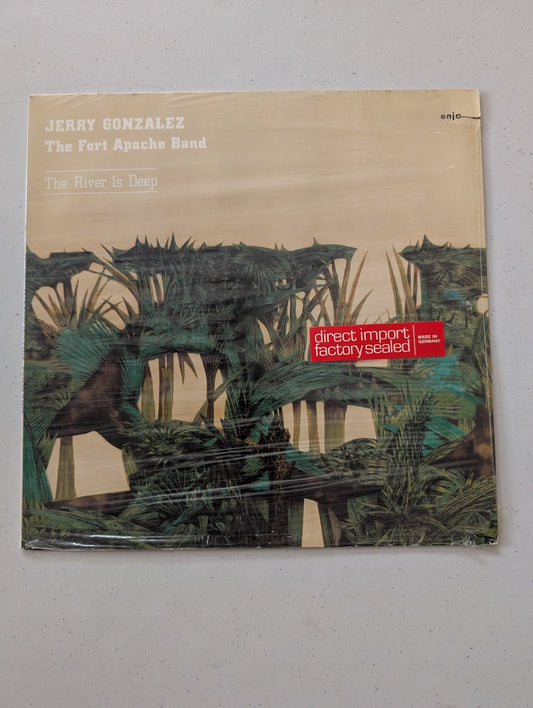 JERRY GONZALEZ
The Fort Apache Band
The River Is Deep
enja
direct import
factory sealed
MADE IN
GERMANY